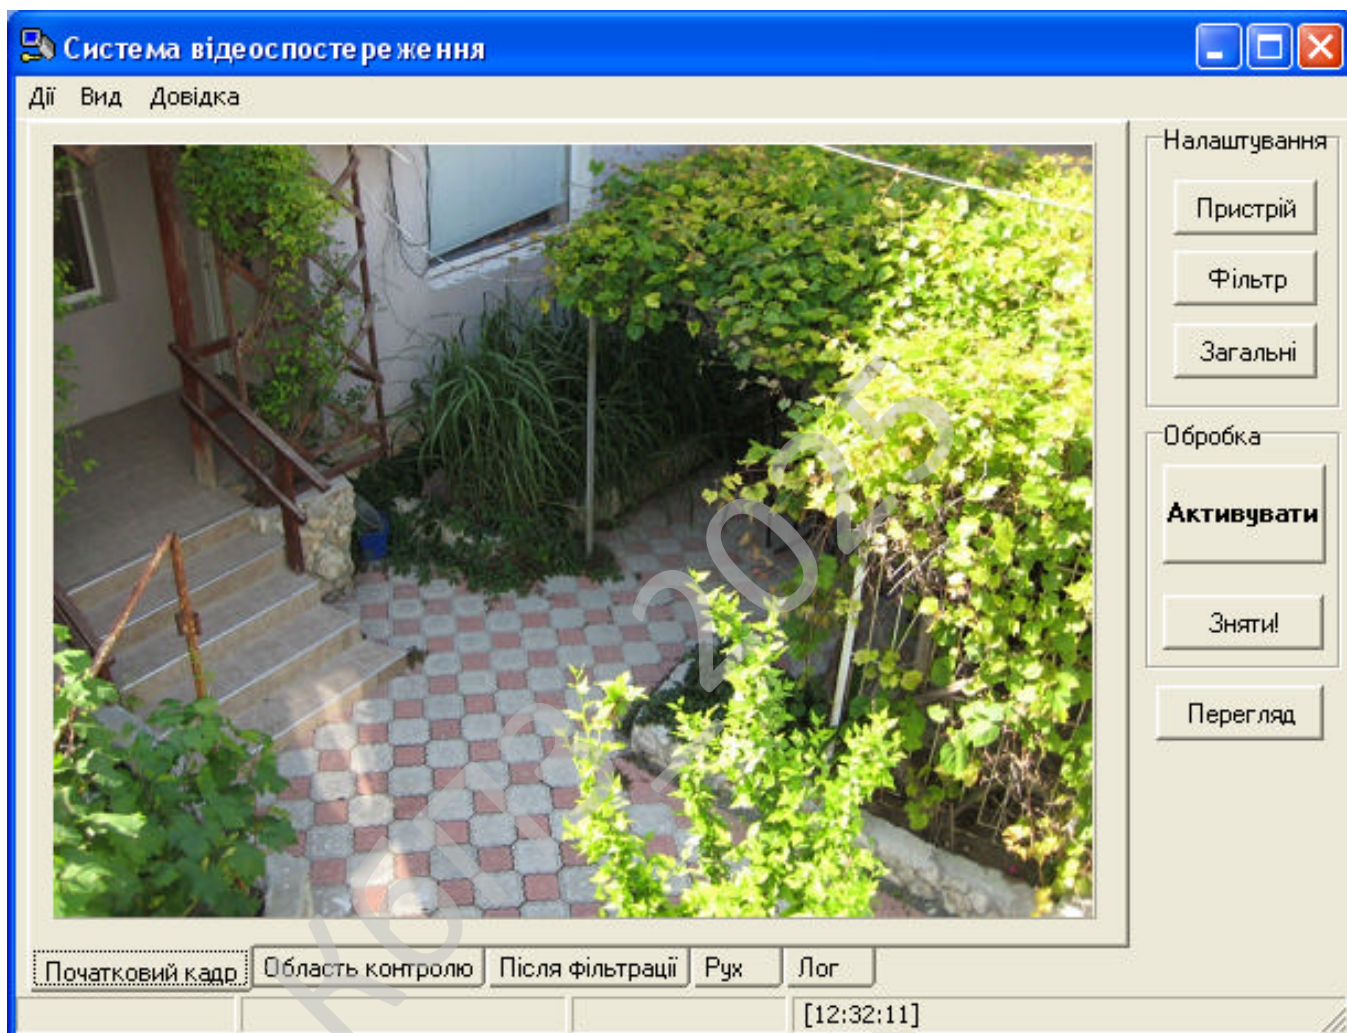 Система відеоспостереження
Дії Вид Довідка
Налаштування
Пристрій
Фільтр
Загальні
Обробка
Активувати
Зняти!
Перегляд
Початковий кадр Область контролю Після фільтрації Рух Лог
[12:32:11]